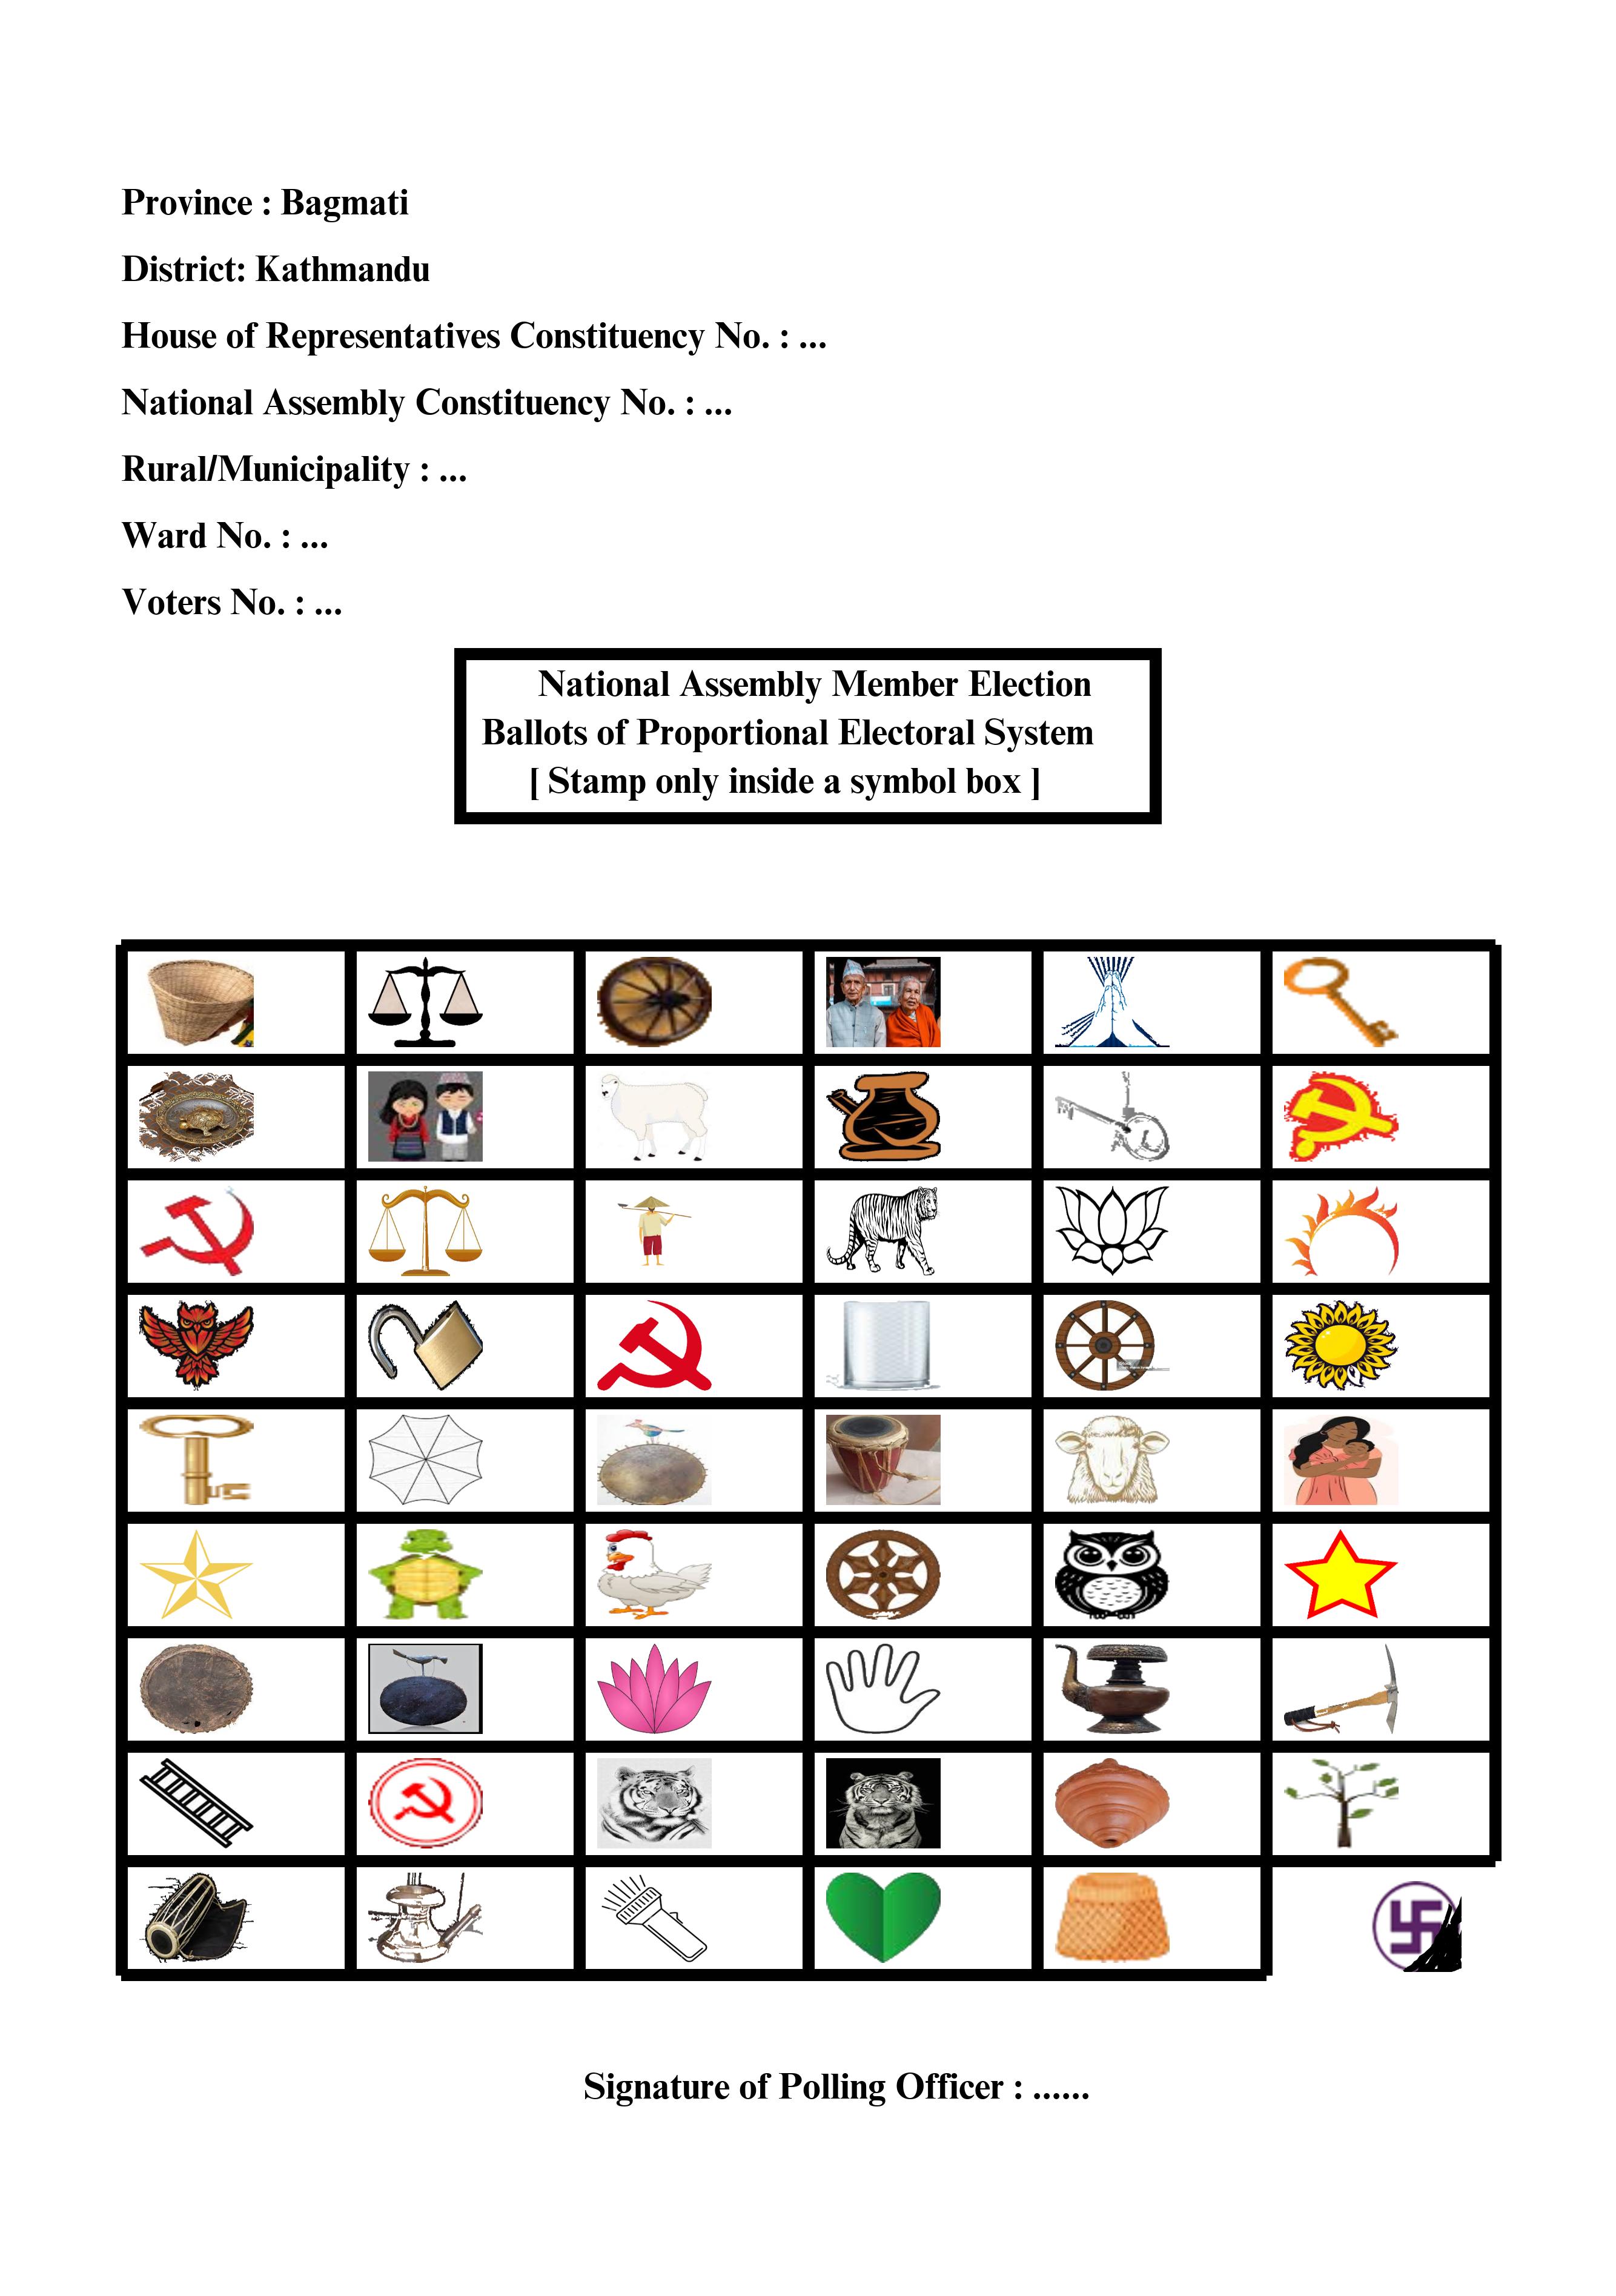 Province : Bagmati
District: Kathmandu
House of Representatives Constituency No. : ...
National Assembly Constituency No. : ...
Rural/Municipality : ...
Ward No. : ...
Voters No. : ...
National Assembly Member Election
Ballots of Proportional Electoral System
[ Stamp only inside a symbol box ]
Signature of Polling Officer : ......